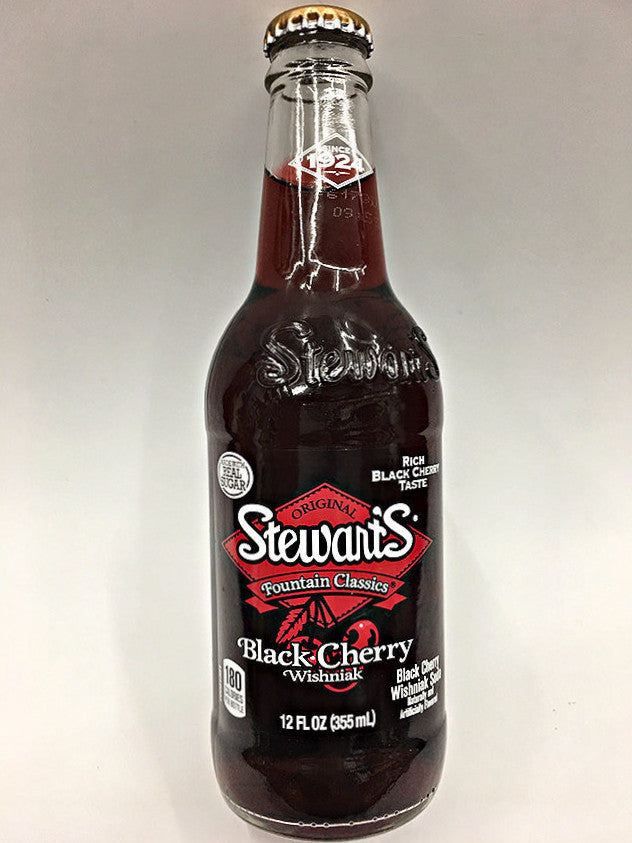 SINCE
1924
Stewart's
MADE WITH
REAL
SUGAR
RICH
BLACK CHERRY
TASTE
ORIGINAL
Stewart's
Fountain Classics®
Black Cherry
Wishniak
180
CALORIES
PER BOTTLE
Black Cherry
Wishniak Soda
Naturally and
Artificially Flavored
12 FL OZ (355 mL)